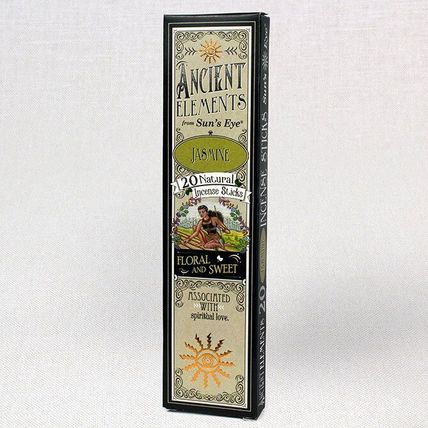 ANCIENT
ELEMENTS
from Sun's Eye®
JASMINE
20 Natural
Incense Sticks
FLORAL
AND SWEET
ASSOCIATED
WITH
spiritual love.
Sun's Eye
INCENSE STICKS
20
ANCIENT ELEMENTS